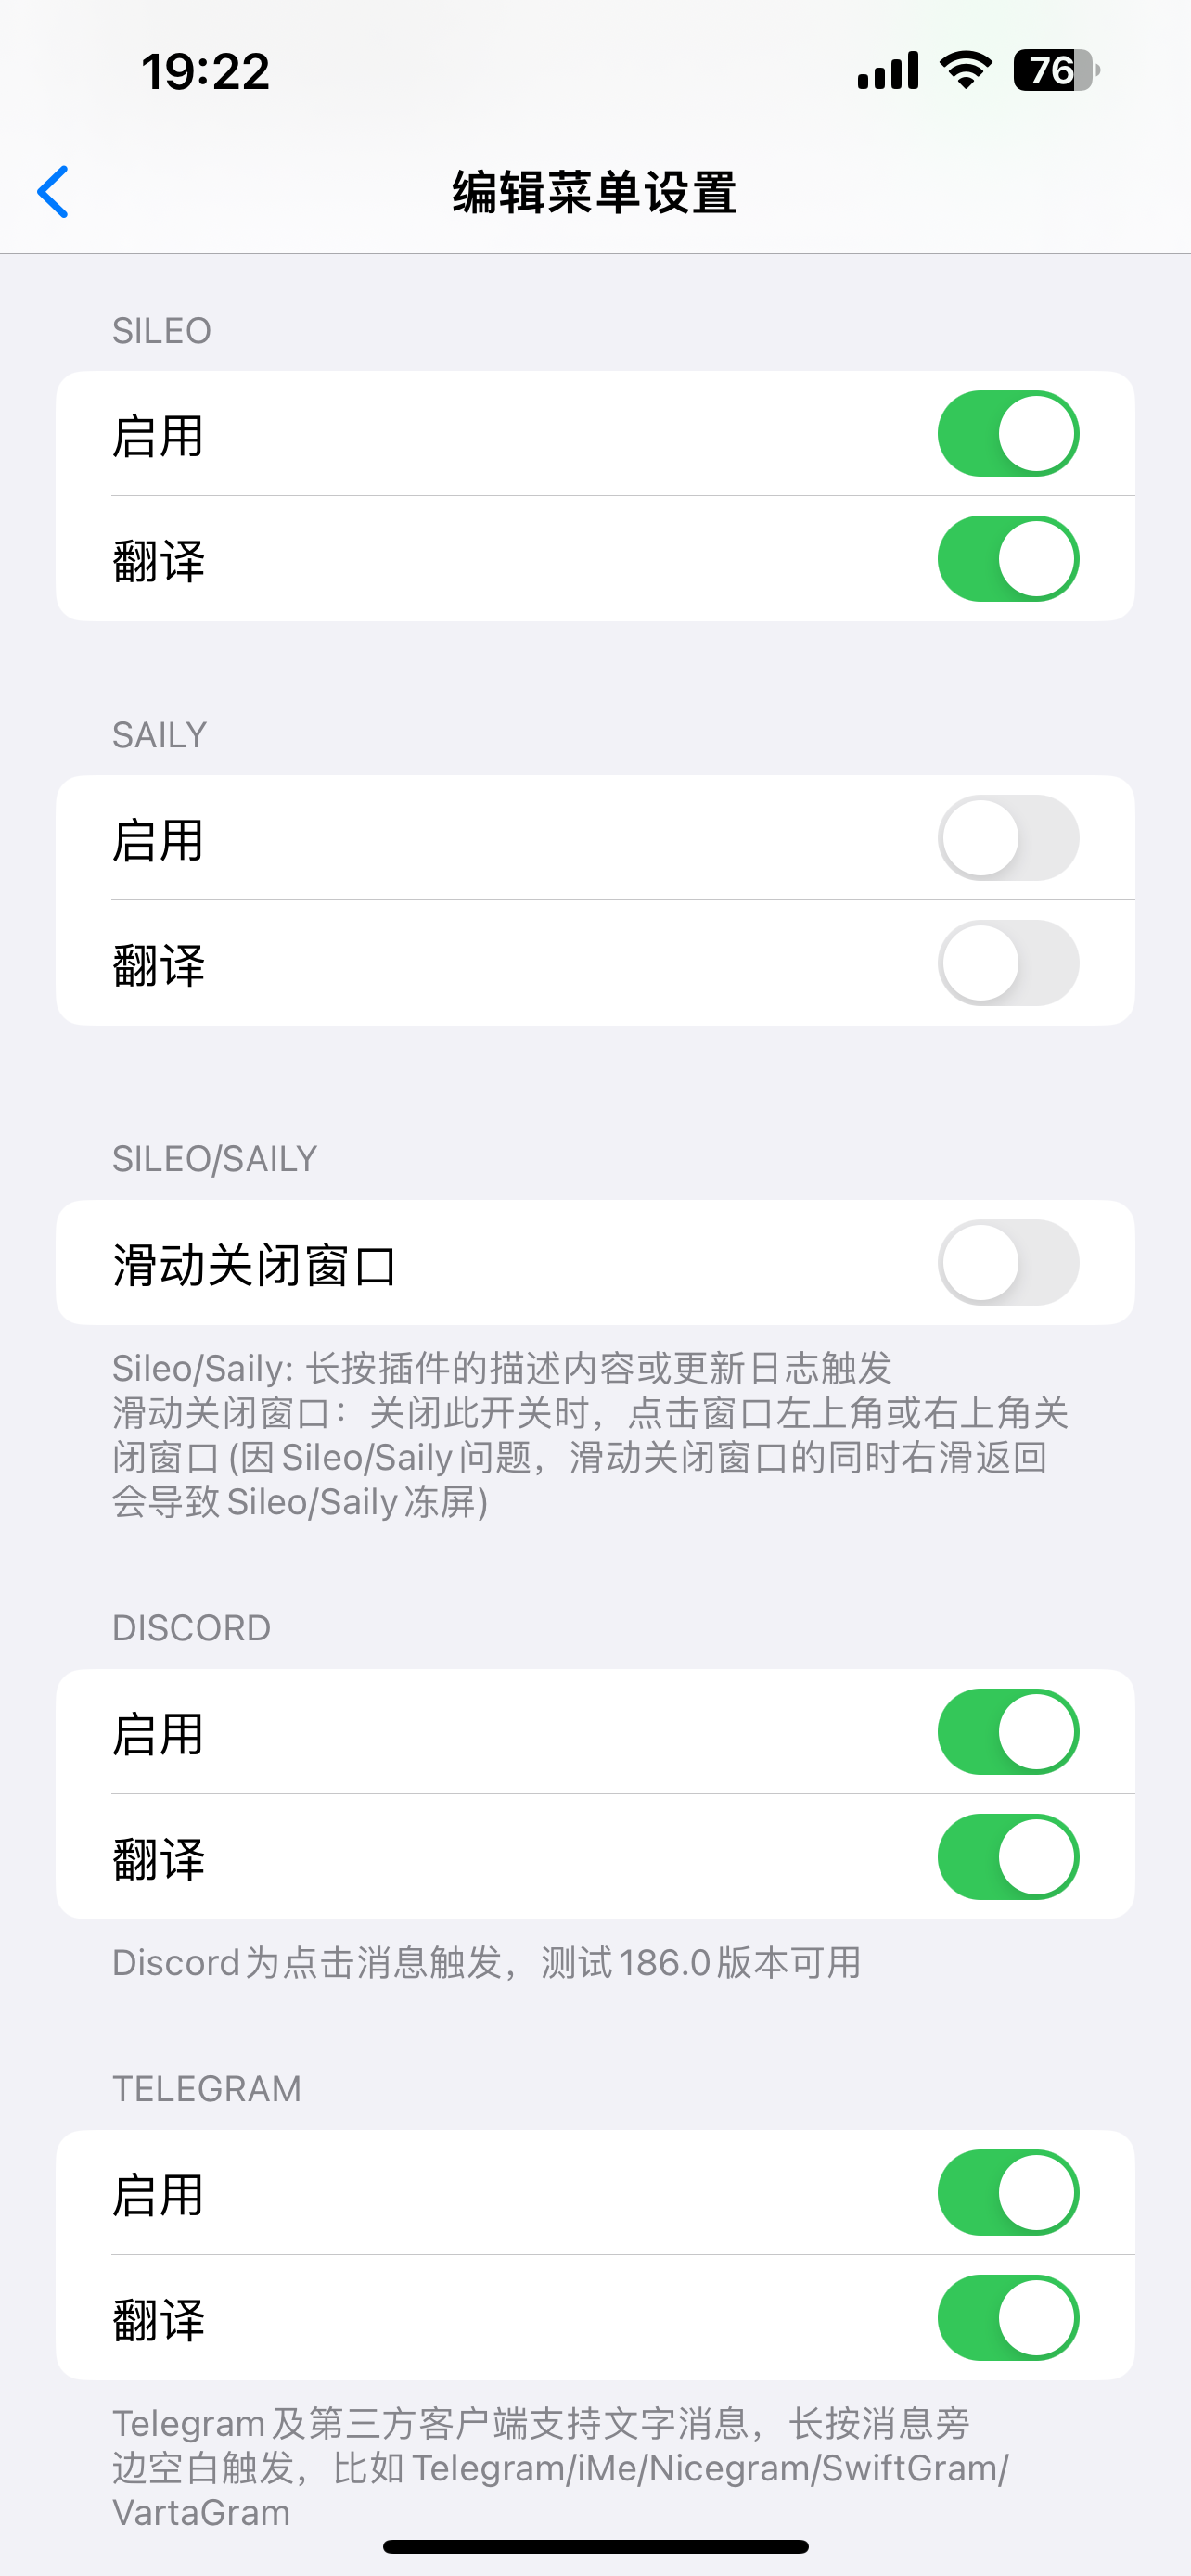 19:22
76
编辑菜单设置
SILEO
启用
翻译
SAILY
启用
翻译
SILEO/SAILY
滑动关闭窗口
Sileo/Saily: 长按插件的描述内容或更新日志触发
滑动关闭窗口：关闭此开关时，点击窗口左上角或右上角关
闭窗口 (因 Sileo/Saily 问题，滑动关闭窗口的同时右滑返回
会导致 Sileo/Saily 冻屏)
DISCORD
启用
翻译
Discord 为点击消息触发，测试 186.0 版本可用
TELEGRAM
启用
翻译
Telegram 及第三方客户端支持文字消息，长按消息旁
边空白触发，比如 Telegram/iMe/Nicegram/SwiftGram/
VartaGram